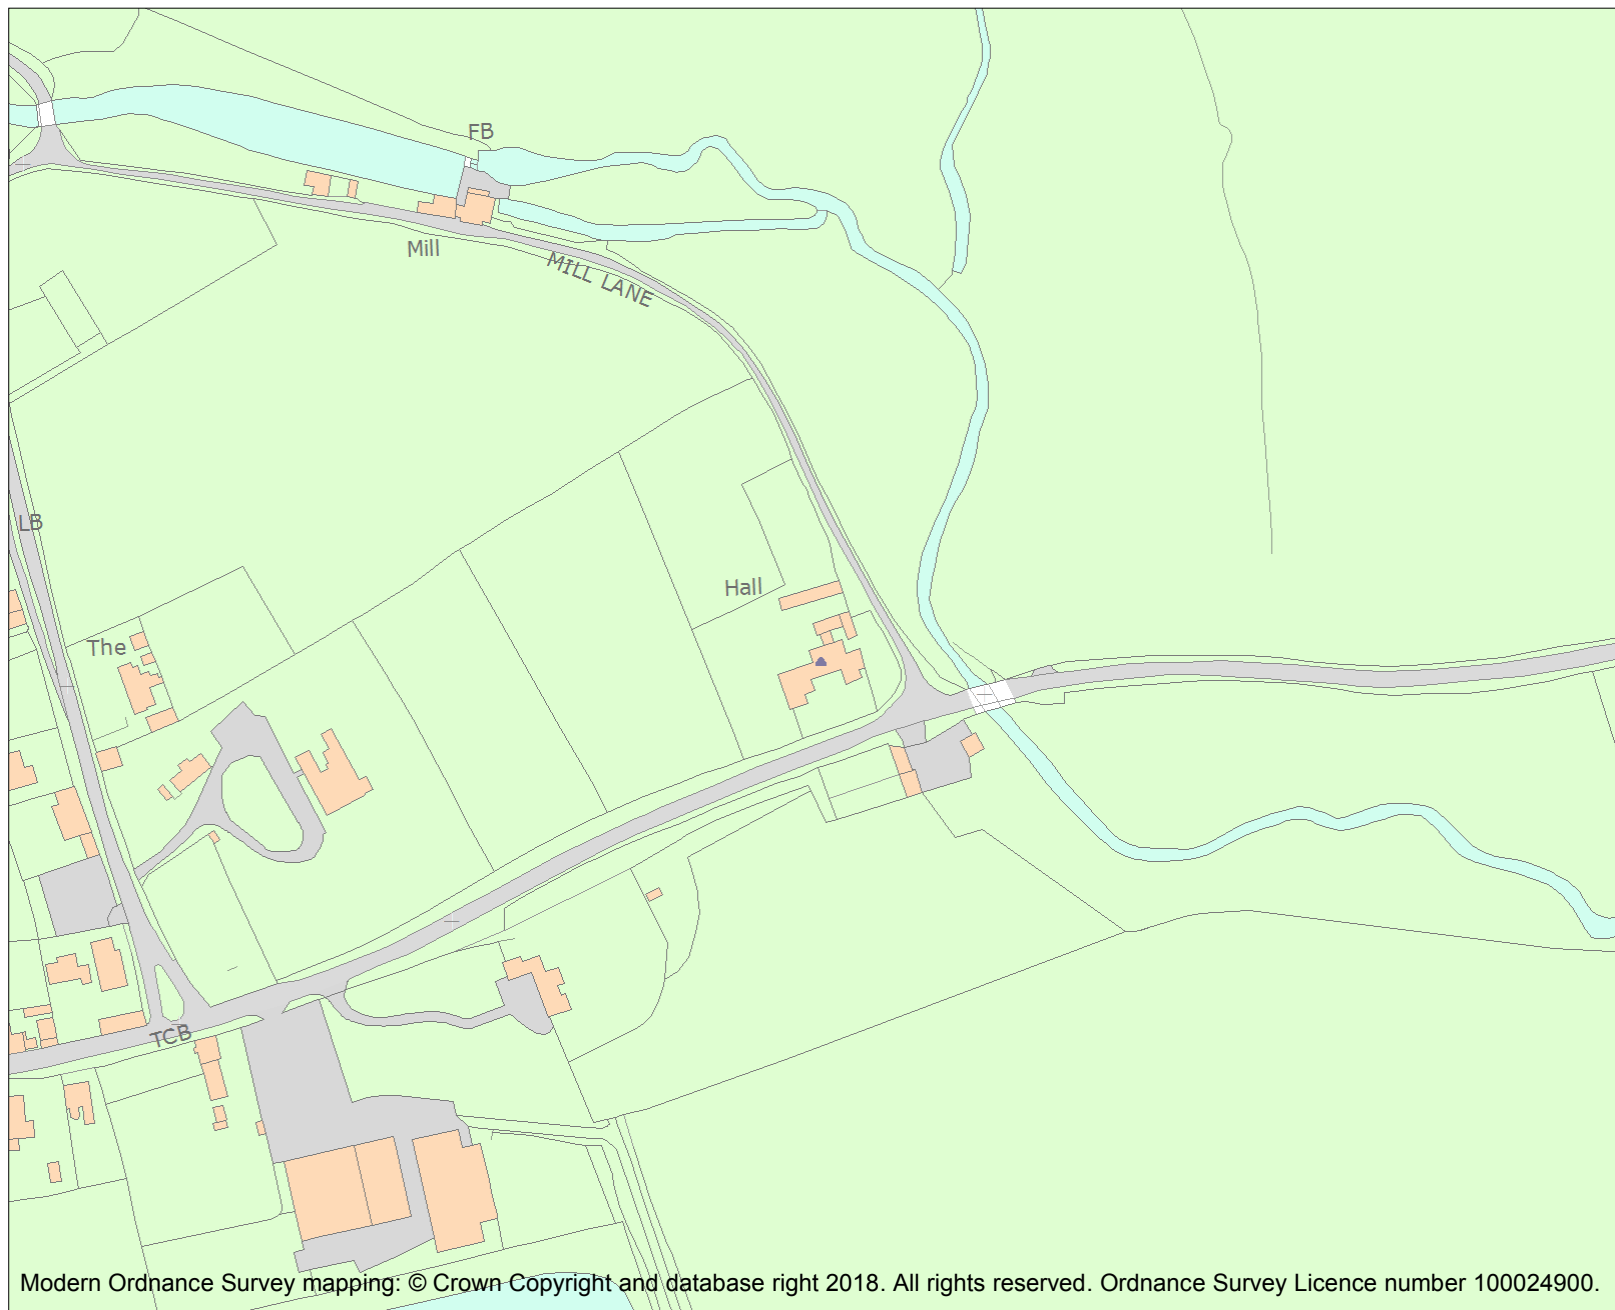 FB
Mill
MILL LANE
LB
Hall
The
TCB
Modern Ordnance Survey mapping: © Crown Copyright and database right 2018. All rights reserved. Ordnance Survey Licence number 100024900.